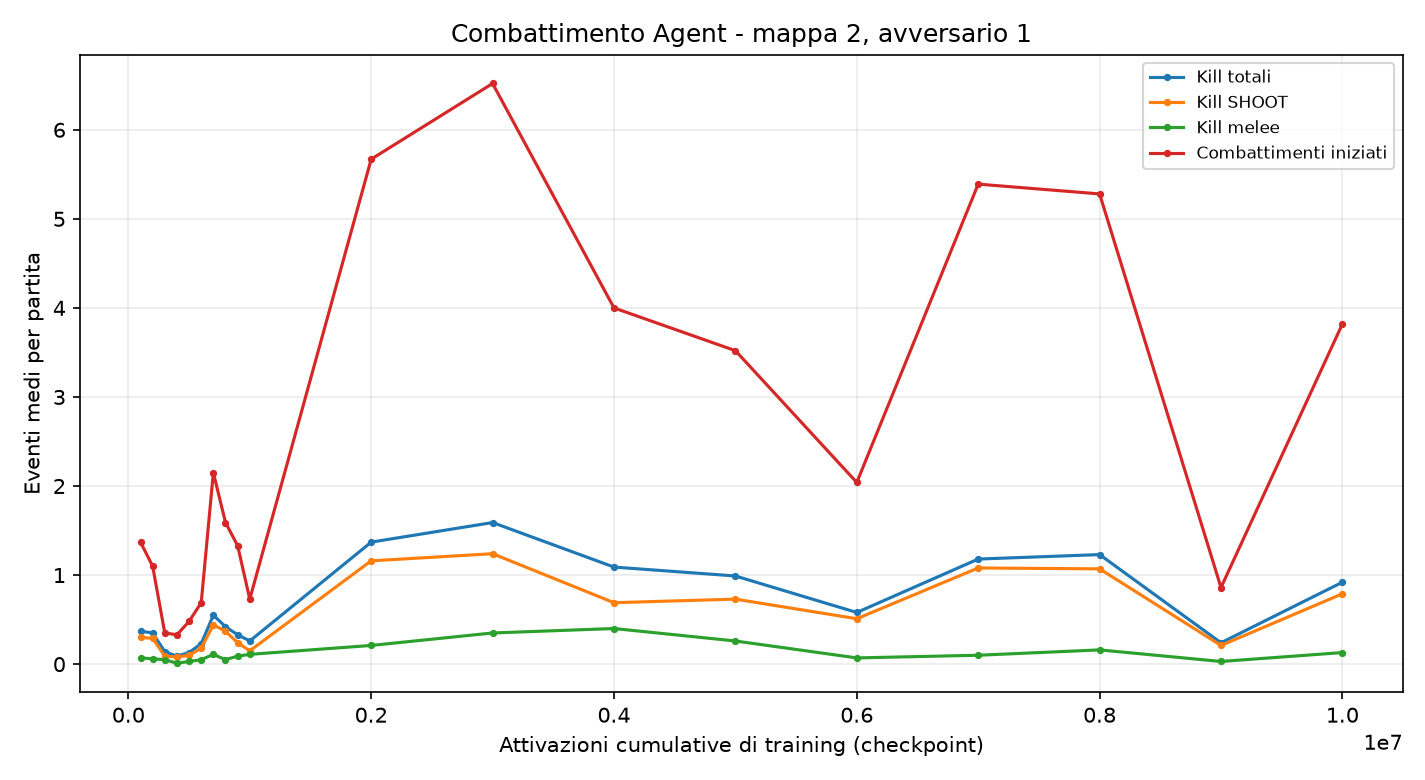 Combattimento Agent - mappa 2, avversario 1
Kill totali
Kill SHOOT
Kill melee
Combattimenti iniziati
Eventi medi per partita
6
5
4
3
2
1
0
0.0 0.2 0.4 0.6 0.8 1.0
1e7
Attivazioni cumulative di training (checkpoint)